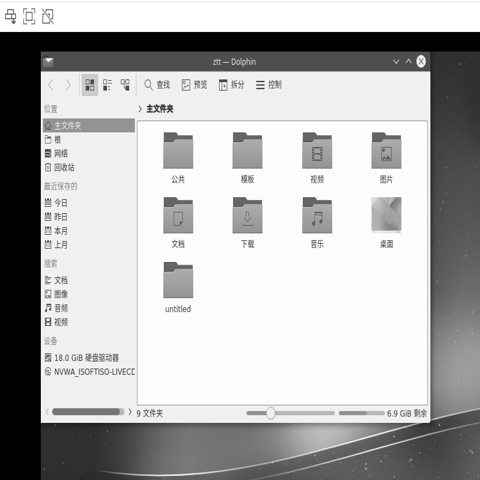 ztt — Dolphin
查找
预览
拆分
控制
位置
主文件夹
根
网络
回收站
最近保存的
今日
昨日
本月
上月
搜索
文档
图像
音频
视频
设备
18.0 GiB 硬盘驱动器
NVWA_ISOFTISO-LIVECD
主文件夹
公共
模板
视频
图片
文档
下载
音乐
桌面
untitled
9 文件夹
6.9 GiB 剩余